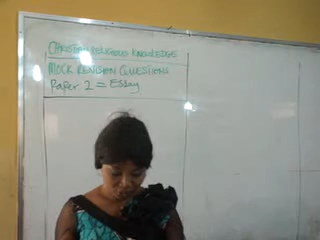 CHRISTIAN RELIGIOUS KNOWLEDGE
MOCK REVISION QUESTIONS
Paper 2 = Essay